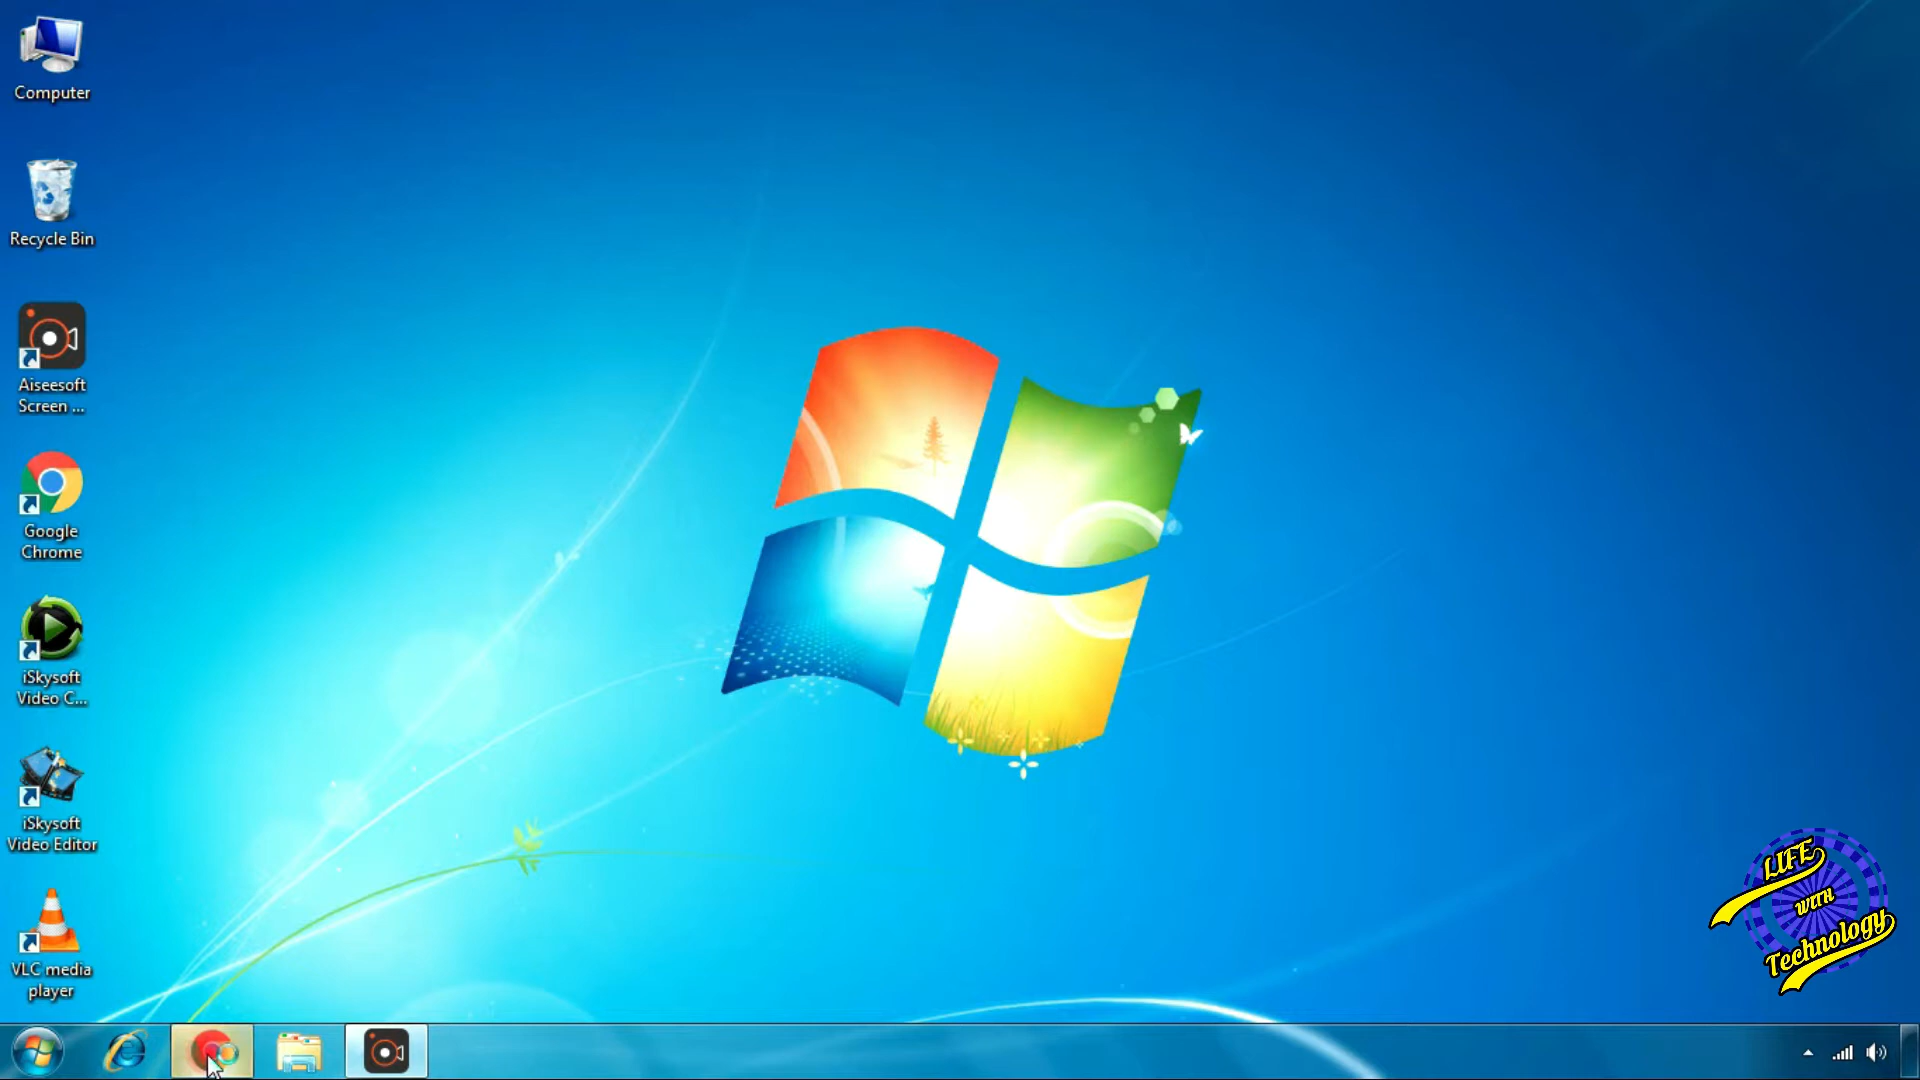 Computer
Recycle Bin
Aiseesoft
Screen ...
Google
Chrome
iSkysoft
Video C...
iSkysoft
Video Editor
VLC media
player
LIFE
WITH
Technology